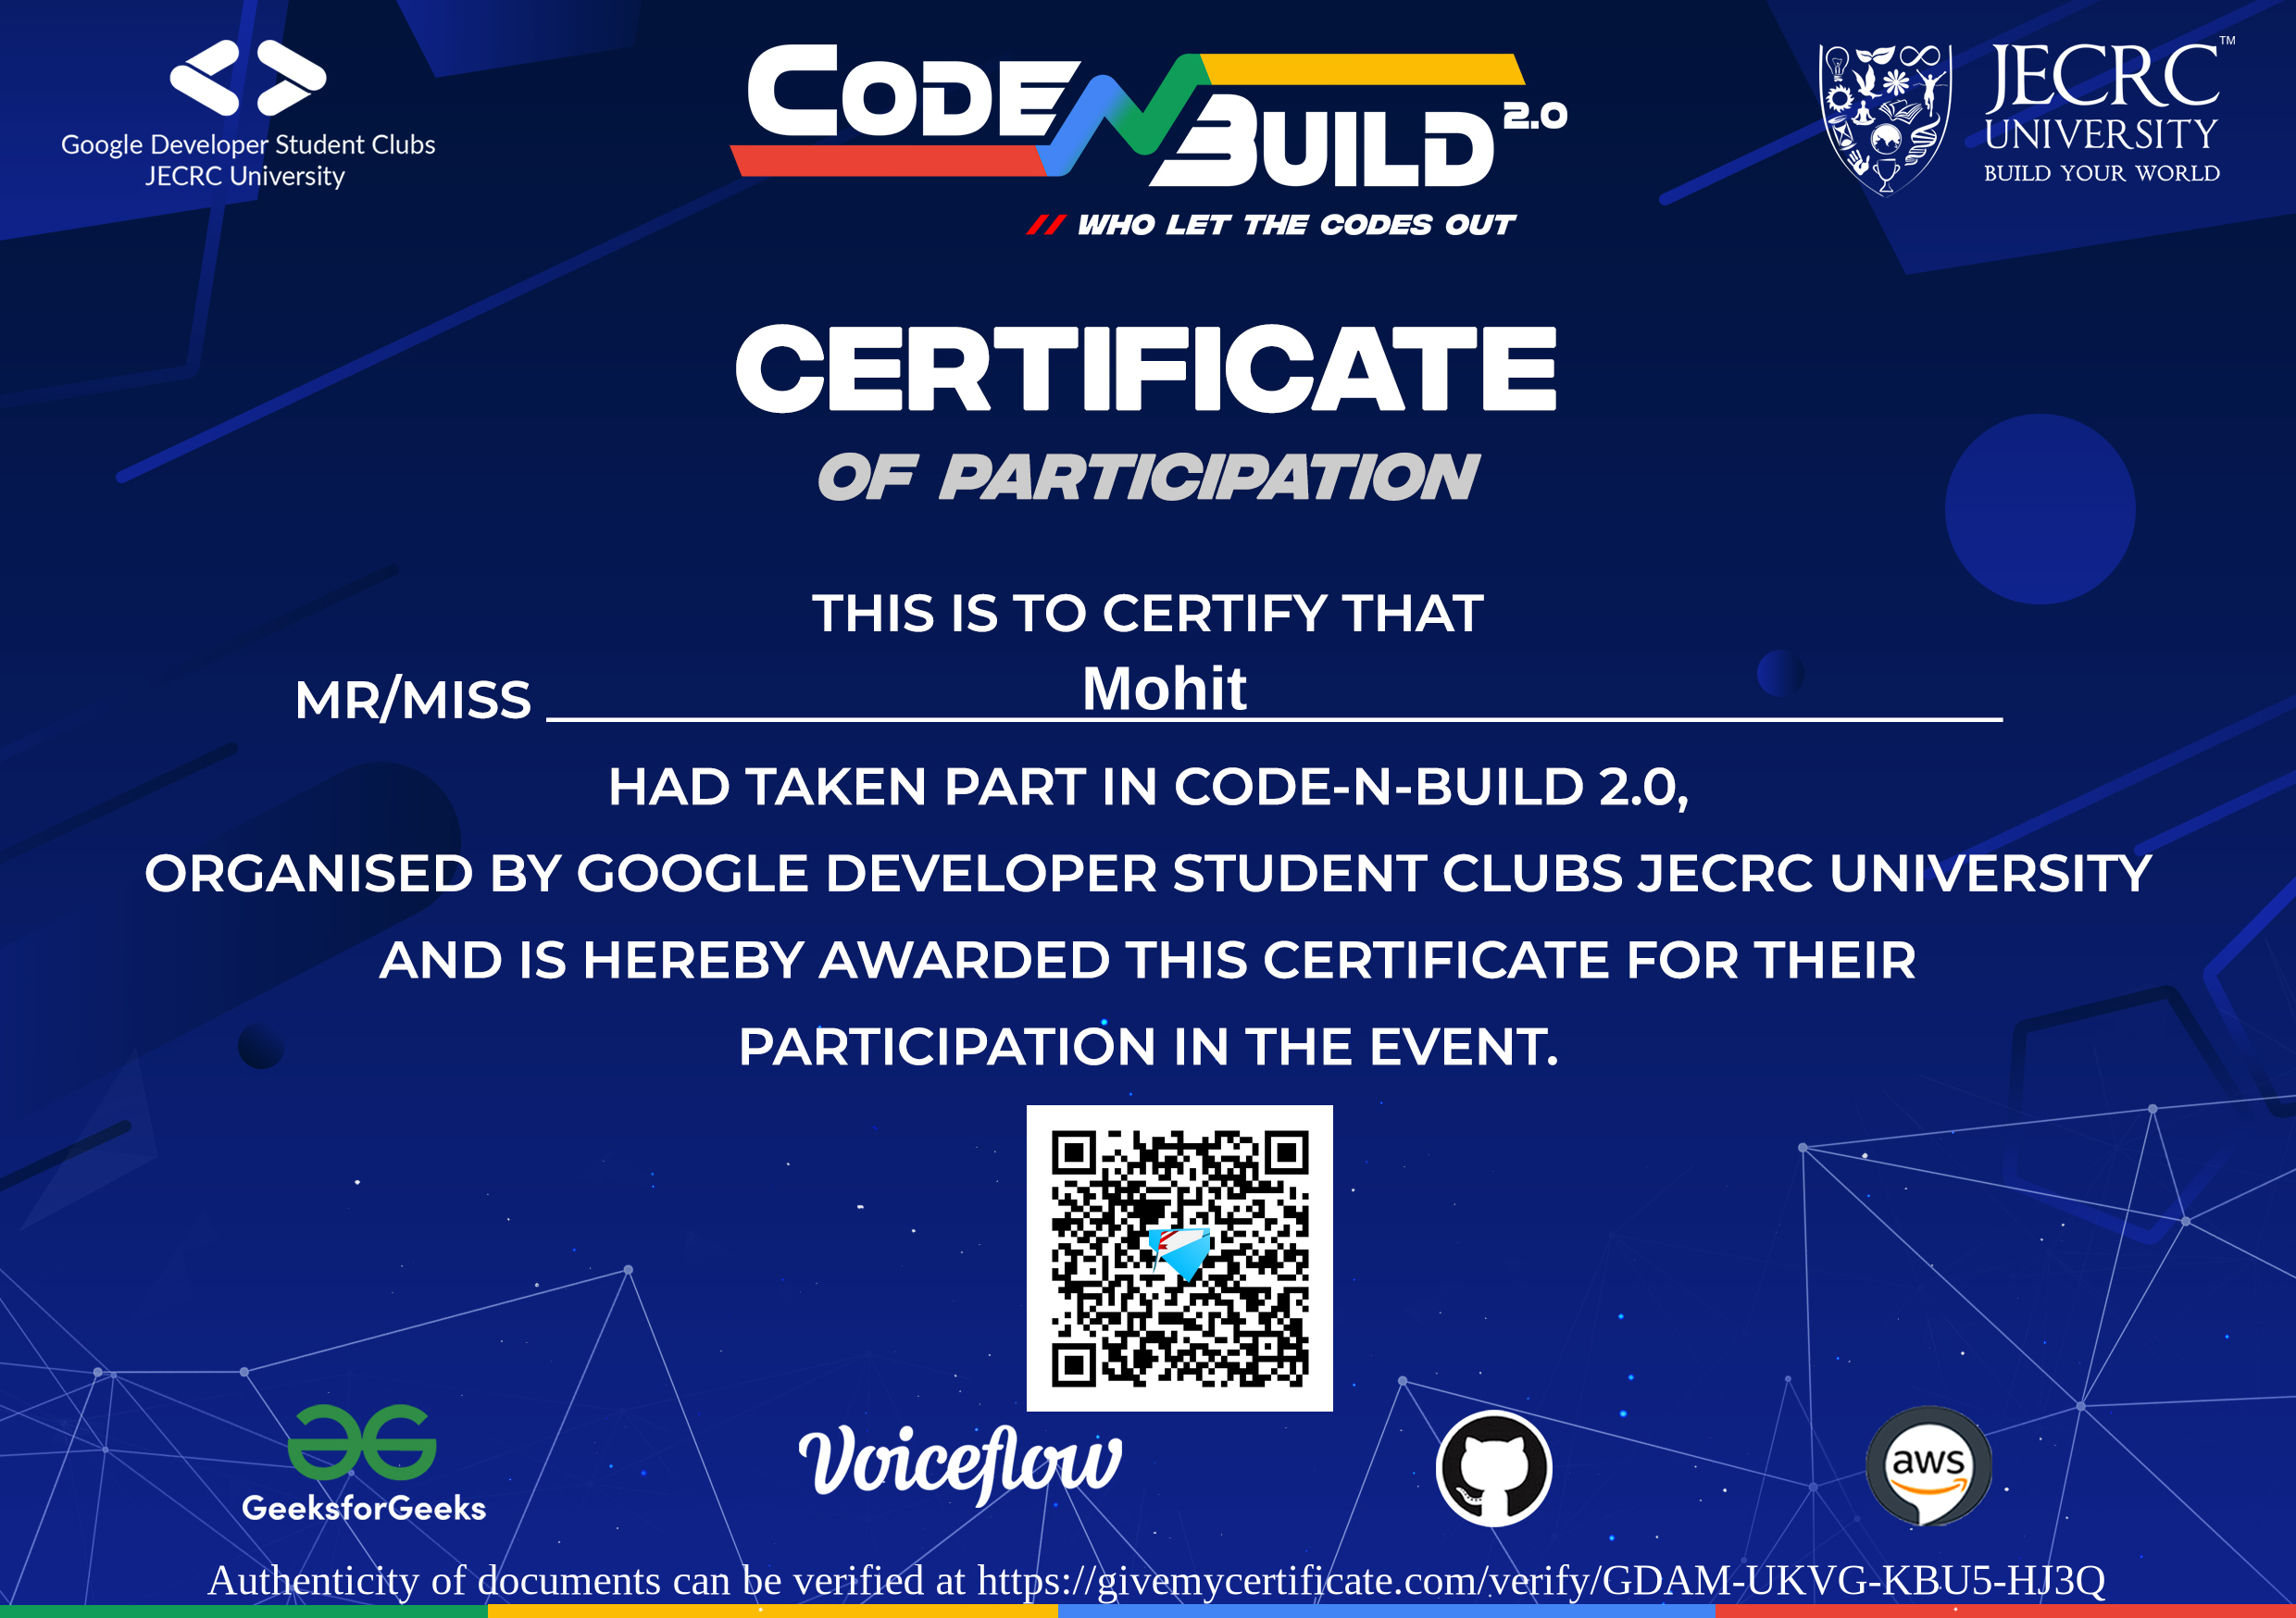 Google Developer Student Clubs
JECRC University
CODE N BUILD 2.0
// WHO LET THE CODES OUT
JECRC™
UNIVERSITY
BUILD YOUR WORLD
CERTIFICATE
OF PARTICIPATION
THIS IS TO CERTIFY THAT
MR/MISS Mohit
HAD TAKEN PART IN CODE-N-BUILD 2.0,
ORGANISED BY GOOGLE DEVELOPER STUDENT CLUBS JECRC UNIVERSITY
AND IS HEREBY AWARDED THIS CERTIFICATE FOR THEIR
PARTICIPATION IN THE EVENT.
GeeksforGeeks
Voiceflow
aws
Authenticity of documents can be verified at https://givemycertificate.com/verify/GDAM-UKVG-KBU5-HJ3Q